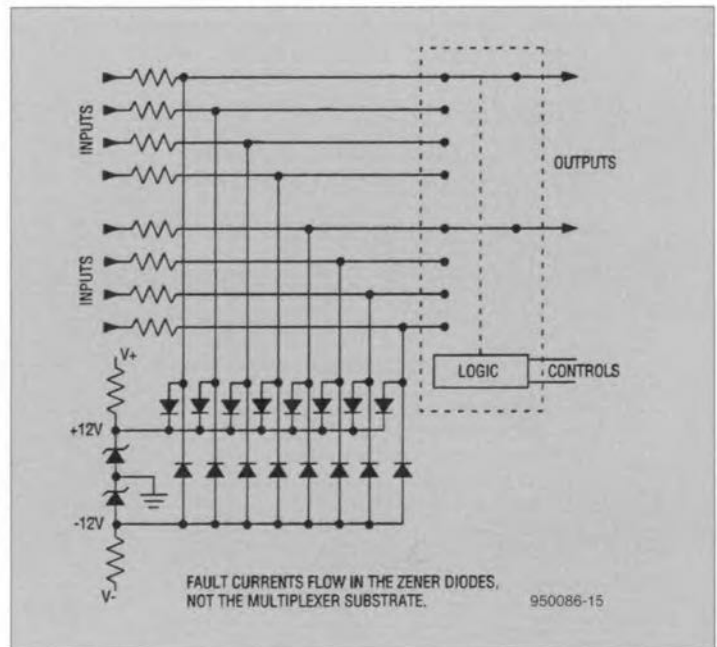 INPUTS
OUTPUTS
INPUTS
V+
LOGIC
CONTROLS
+12V
-12V
V-
FAULT CURRENTS FLOW IN THE ZENER DIODES,
NOT THE MULTIPLEXER SUBSTRATE.
950086-15